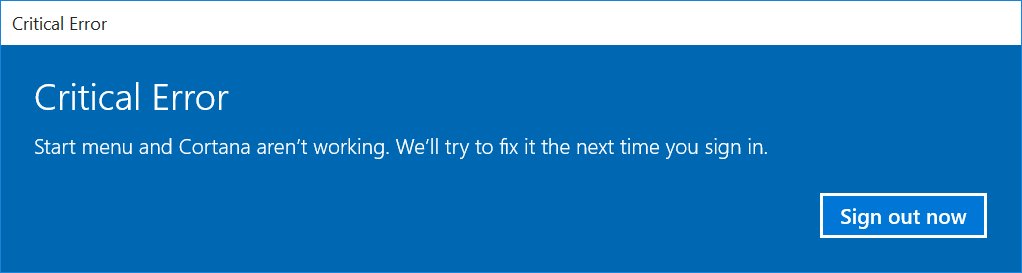 Critical Error
Critical Error
Start menu and Cortana aren’t working. We’ll try to fix it the next time you sign in.
Sign out now